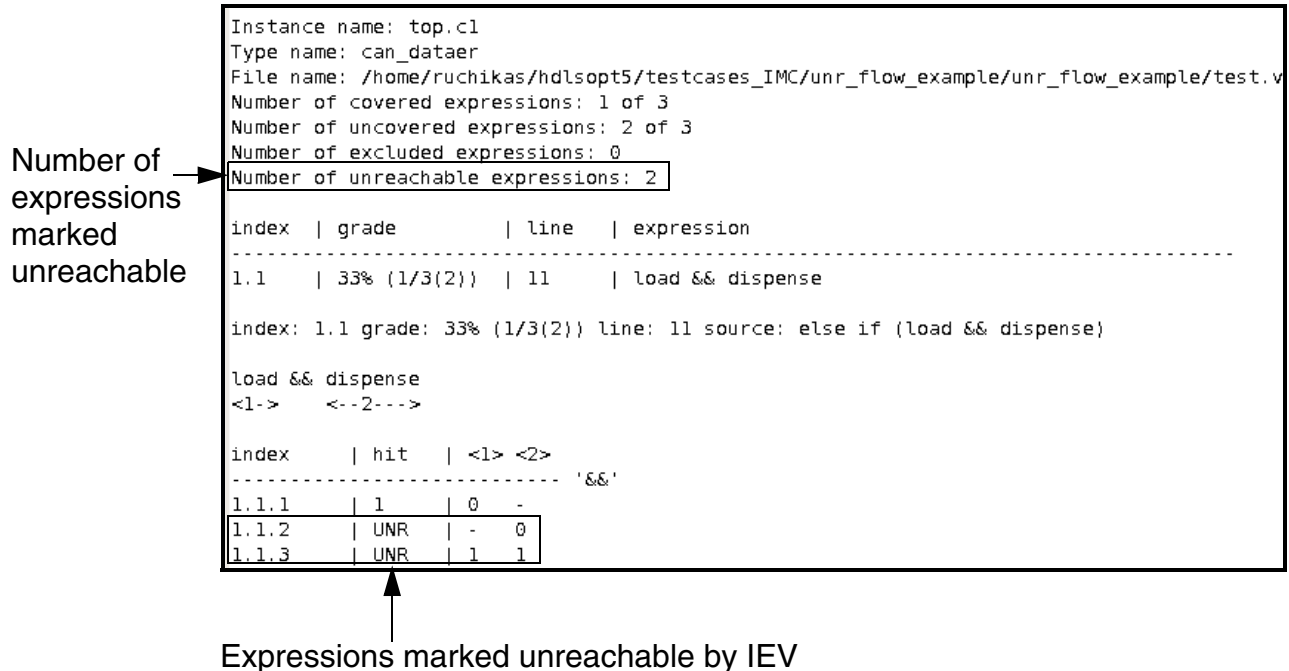 Instance name: top.c1
Type name: can_dataer
File name: /home/ruchikas/hdlsopt5/testcases_IMC/unr_flow_example/unr_flow_example/test.v
Number of covered expressions: 1 of 3
Number of uncovered expressions: 2 of 3
Number of excluded expressions: 0
Number of unreachable expressions: 2
Number of
expressions
marked
unreachable
index | grade | line | expression
1.1 | 33% (1/3(2)) | 11 | load && dispense
index: 1.1 grade: 33% (1/3(2)) line: 11 source: else if (load && dispense)
load && dispense
<1-> <--2--->
index | hit | <1> <2>
---------------------------- '&&'
1.1.1 | 1 | 0 -
1.1.2 | UNR | - 0
1.1.3 | UNR | 1 1
Expressions marked unreachable by IEV